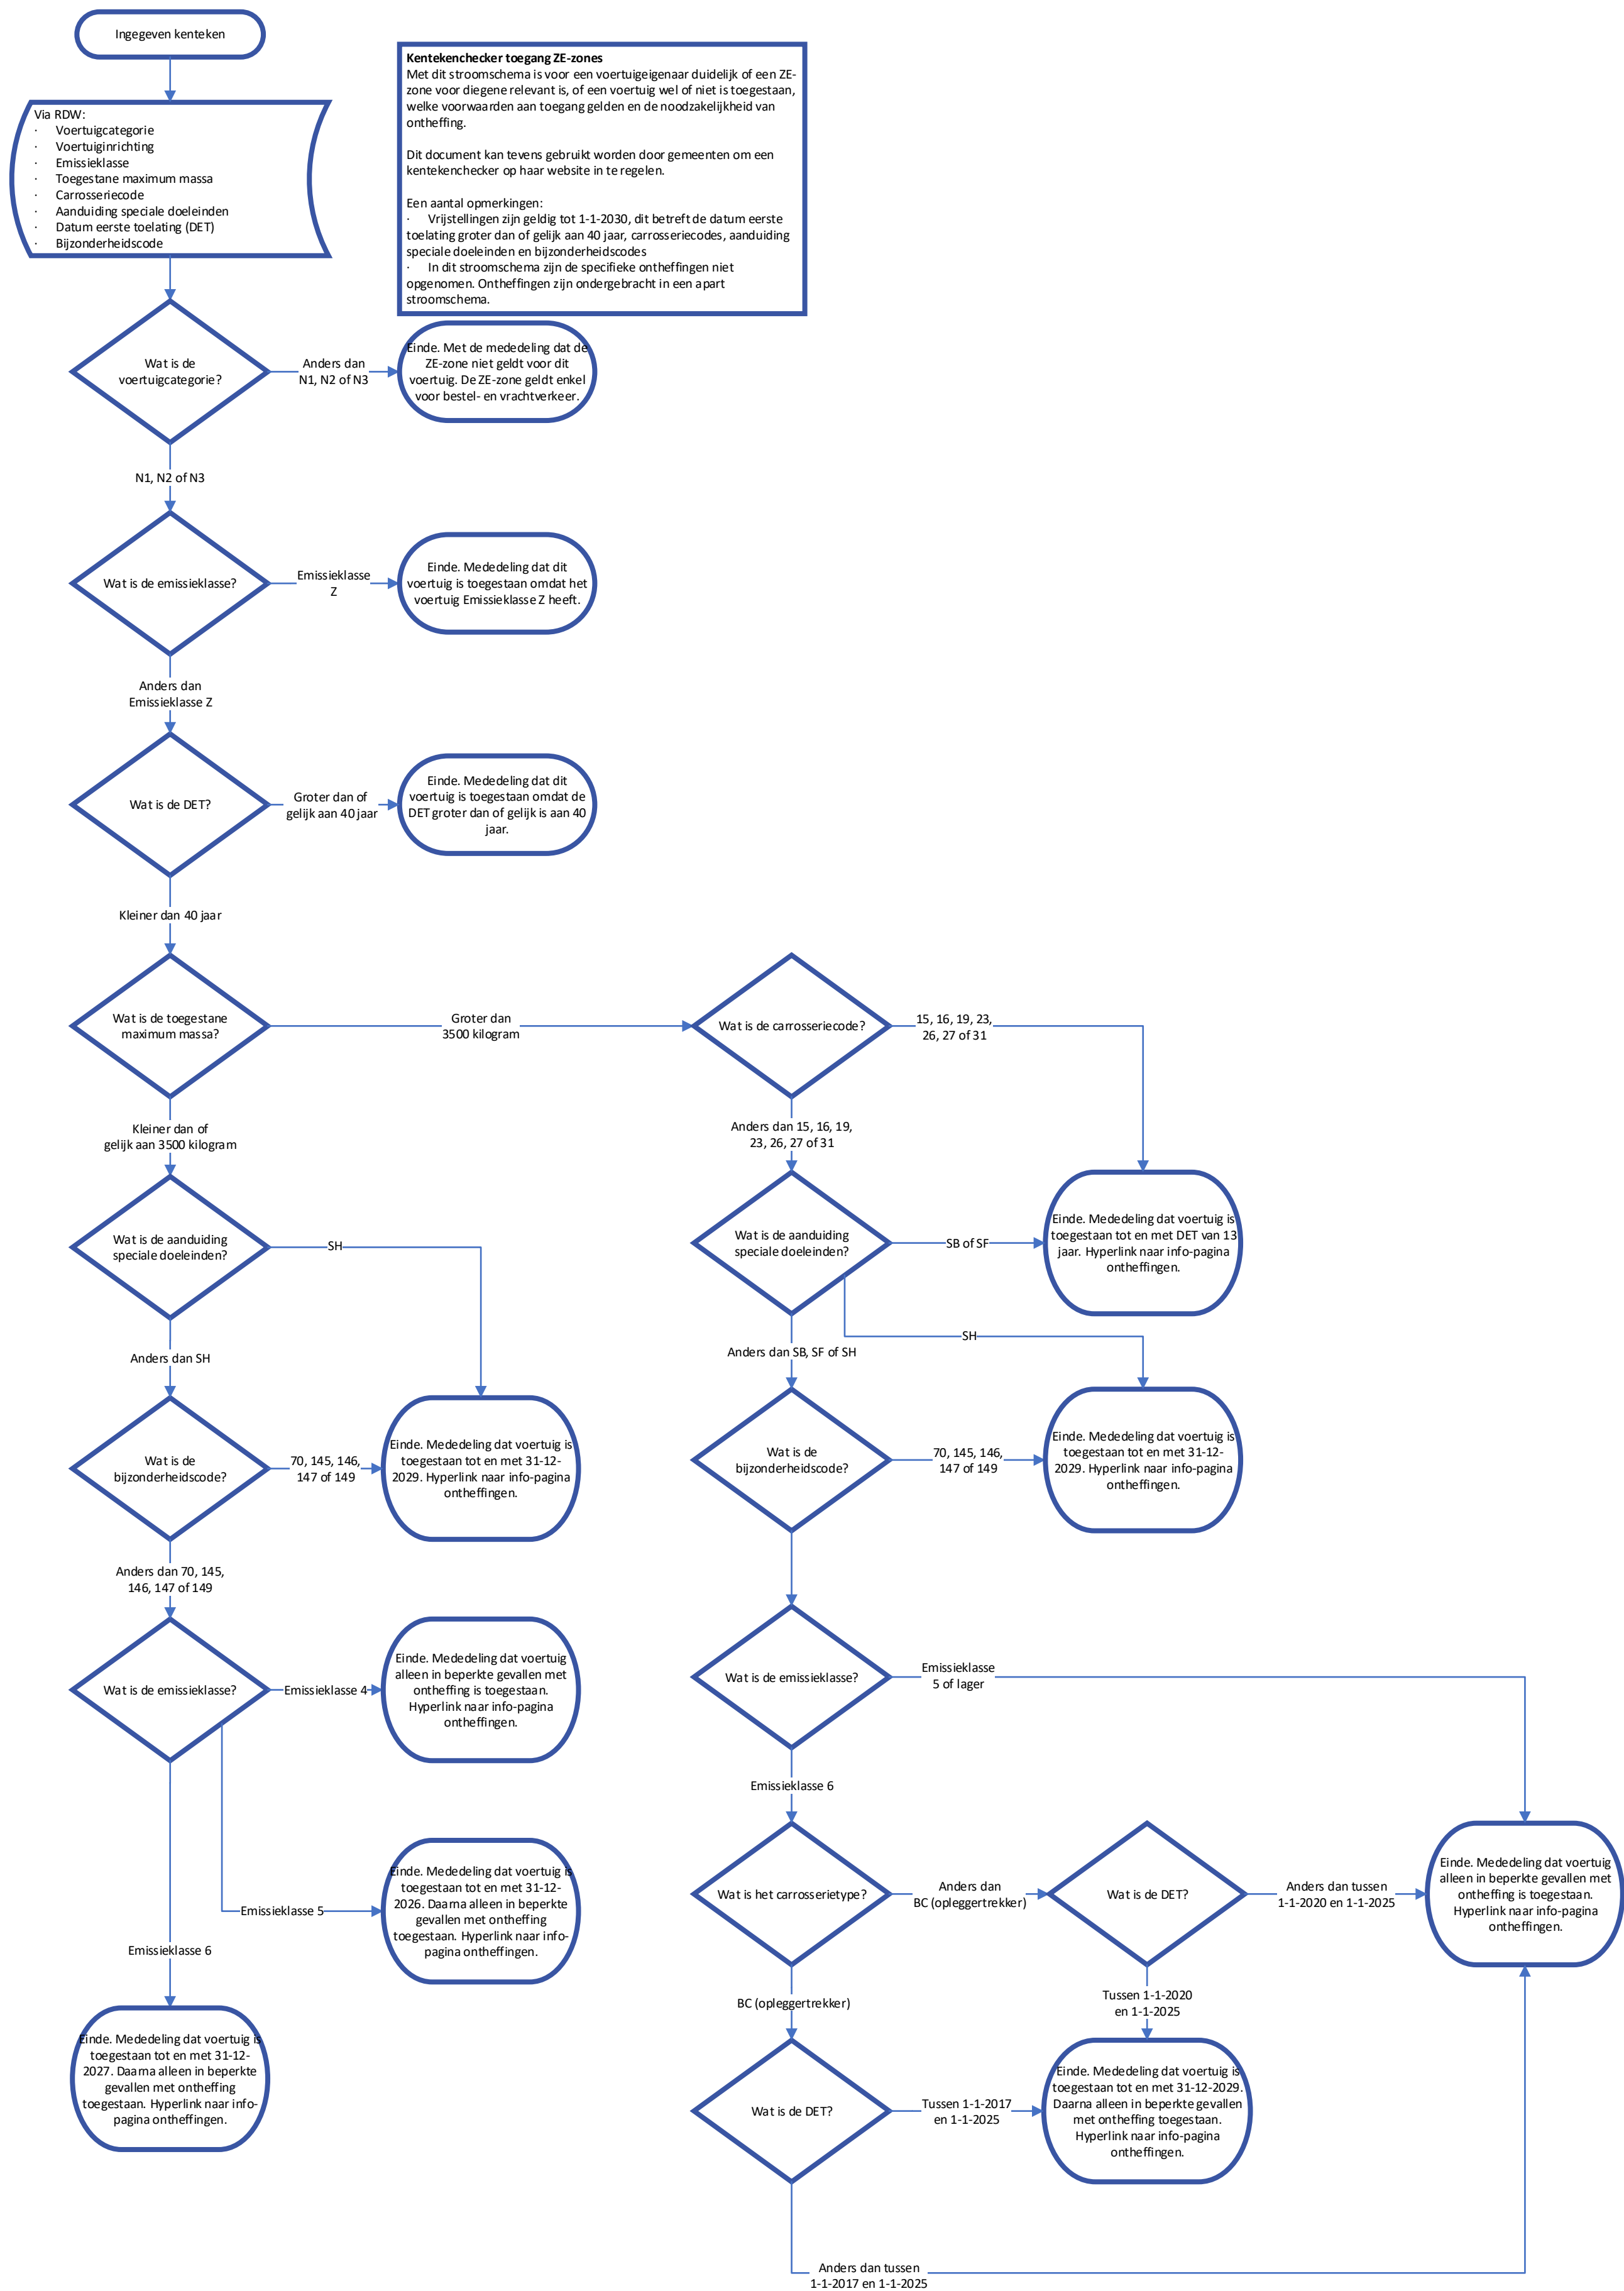 Ingegeven kenteken
Via RDW:
· Voertuigcategorie
· Voertuiginrichting
· Emissieklasse
· Toegestane maximum massa
· Carrosseriecode
· Aanduiding speciale doeleinden
· Datum eerste toelating (DET)
· Bijzonderheidscode
Kentekenchecker toegang ZE-zones
Met dit stroomschema is voor een voertuigeigenaar duidelijk of een ZE-
zone voor diegene relevant is, of een voertuig wel of niet is toegestaan,
welke voorwaarden aan toegang gelden en de noodzakelijkheid van
ontheffing.
Dit document kan tevens gebruikt worden door gemeenten om een
kentekenchecker op haar website in te regelen.
Een aantal opmerkingen:
· Vrijstellingen zijn geldig tot 1-1-2030, dit betreft de datum eerste
toelating groter dan of gelijk aan 40 jaar, carrosseriecodes, aanduiding
speciale doeleinden en bijzonderheidscodes
· In dit stroomschema zijn de specifieke ontheffingen niet
opgenomen. Ontheffingen zijn ondergebracht in een apart
stroomschema.
Wat is de
voertuigcategorie?
Anders dan
N1, N2 of N3
Einde. Met de mededeling dat de
ZE-zone niet geldt voor dit
voertuig. De ZE-zone geldt enkel
voor bestel- en vrachtverkeer.
N1, N2 of N3
Wat is de emissieklasse?
Emissieklasse
Z
Einde. Mededeling dat dit
voertuig is toegestaan omdat het
voertuig Emissieklasse Z heeft.
Anders dan
Emissieklasse Z
Wat is de DET?
Groter dan of
gelijk aan 40 jaar
Einde. Mededeling dat dit
voertuig is toegestaan omdat de
DET groter dan of gelijk is aan 40
jaar.
Kleiner dan 40 jaar
Wat is de toegestane
maximum massa?
Groter dan
3500 kilogram
Wat is de carrosseriecode?
15, 16, 19, 23,
26, 27 of 31
Kleiner dan of
gelijk aan 3500 kilogram
Anders dan 15, 16, 19,
23, 26, 27 of 31
Wat is de aanduiding
speciale doeleinden?
SH
Wat is de aanduiding
speciale doeleinden?
SB of SF
Einde. Mededeling dat voertuig is
toegestaan tot en met DET van 13
jaar. Hyperlink naar info-pagina
ontheffingen.
SH
Anders dan SH
Anders dan SB, SF of SH
Wat is de
bijzonderheidscode?
70, 145, 146,
147 of 149
Einde. Mededeling dat voertuig is
toegestaan tot en met 31-12-
2029. Hyperlink naar info-pagina
ontheffingen.
Wat is de
bijzonderheidscode?
70, 145, 146,
147 of 149
Einde. Mededeling dat voertuig is
toegestaan tot en met 31-12-
2029. Hyperlink naar info-pagina
ontheffingen.
Anders dan 70, 145,
146, 147 of 149
Wat is de emissieklasse?
Emissieklasse 4
Einde. Mededeling dat voertuig
alleen in beperkte gevallen met
ontheffing is toegestaan.
Hyperlink naar info-pagina
ontheffingen.
Wat is de emissieklasse?
Emissieklasse
5 of lager
Emissieklasse 6
Emissieklasse 5
Einde. Mededeling dat voertuig is
toegestaan tot en met 31-12-
2026. Daarna alleen in beperkte
gevallen met ontheffing
toegestaan. Hyperlink naar info-
pagina ontheffingen.
Wat is het carrosserietype?
Anders dan
BC (opleggertrekker)
Wat is de DET?
Anders dan tussen
1-1-2020 en 1-1-2025
Einde. Mededeling dat voertuig
alleen in beperkte gevallen met
ontheffing is toegestaan.
Hyperlink naar info-pagina
ontheffingen.
Emissieklasse 6
BC (opleggertrekker)
Tussen 1-1-2020
en 1-1-2025
Einde. Mededeling dat voertuig is
toegestaan tot en met 31-12-
2027. Daarna alleen in beperkte
gevallen met ontheffing
toegestaan. Hyperlink naar info-
pagina ontheffingen.
Wat is de DET?
Tussen 1-1-2017
en 1-1-2025
Einde. Mededeling dat voertuig is
toegestaan tot en met 31-12-2029.
Daarna alleen in beperkte gevallen
met ontheffing toegestaan.
Hyperlink naar info-pagina
ontheffingen.
Anders dan tussen
1-1-2017 en 1-1-2025